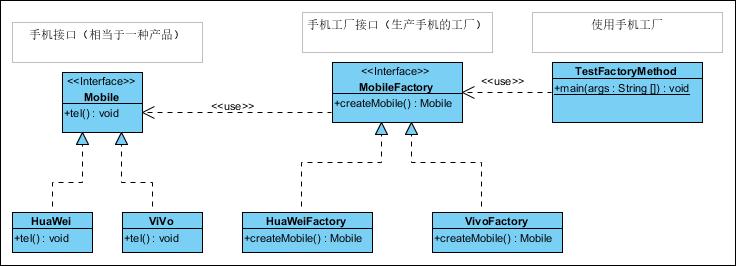 手机接口（相当于一种产品）
手机工厂接口（生产手机的工厂）
使用手机工厂
<<Interface>>
Mobile
+tel() : void
<<use>>
<<Interface>>
MobileFactory
+createMobile() : Mobile
<<use>>
TestFactoryMethod
+main(args : String []) : void
HuaWei
+tel() : void
ViVo
+tel() : void
HuaWeiFactory
+createMobile() : Mobile
VivoFactory
+createMobile() : Mobile